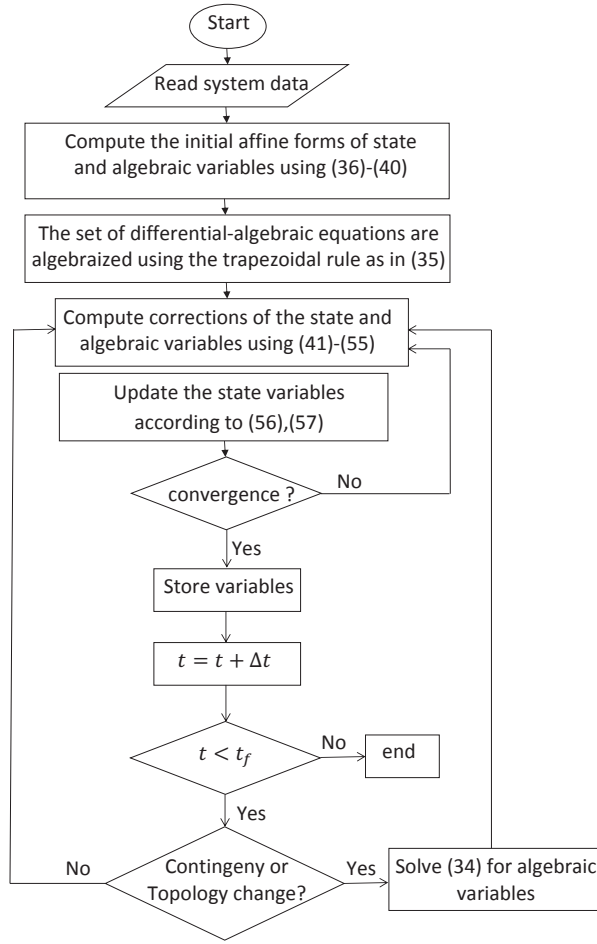 Start
Read system data
Compute the initial affine forms of state
and algebraic variables using (36)-(40)
The set of differential-algebraic equations are
algebraized using the trapezoidal rule as in (35)
Compute corrections of the state and
algebraic variables using (41)-(55)
Update the state variables
according to (56),(57)
convergence ?
No
Yes
Store variables
t = t + Δt
t < t_f
No
end
Yes
Contingeny or
Topology change?
No
Yes
Solve (34) for algebraic
variables